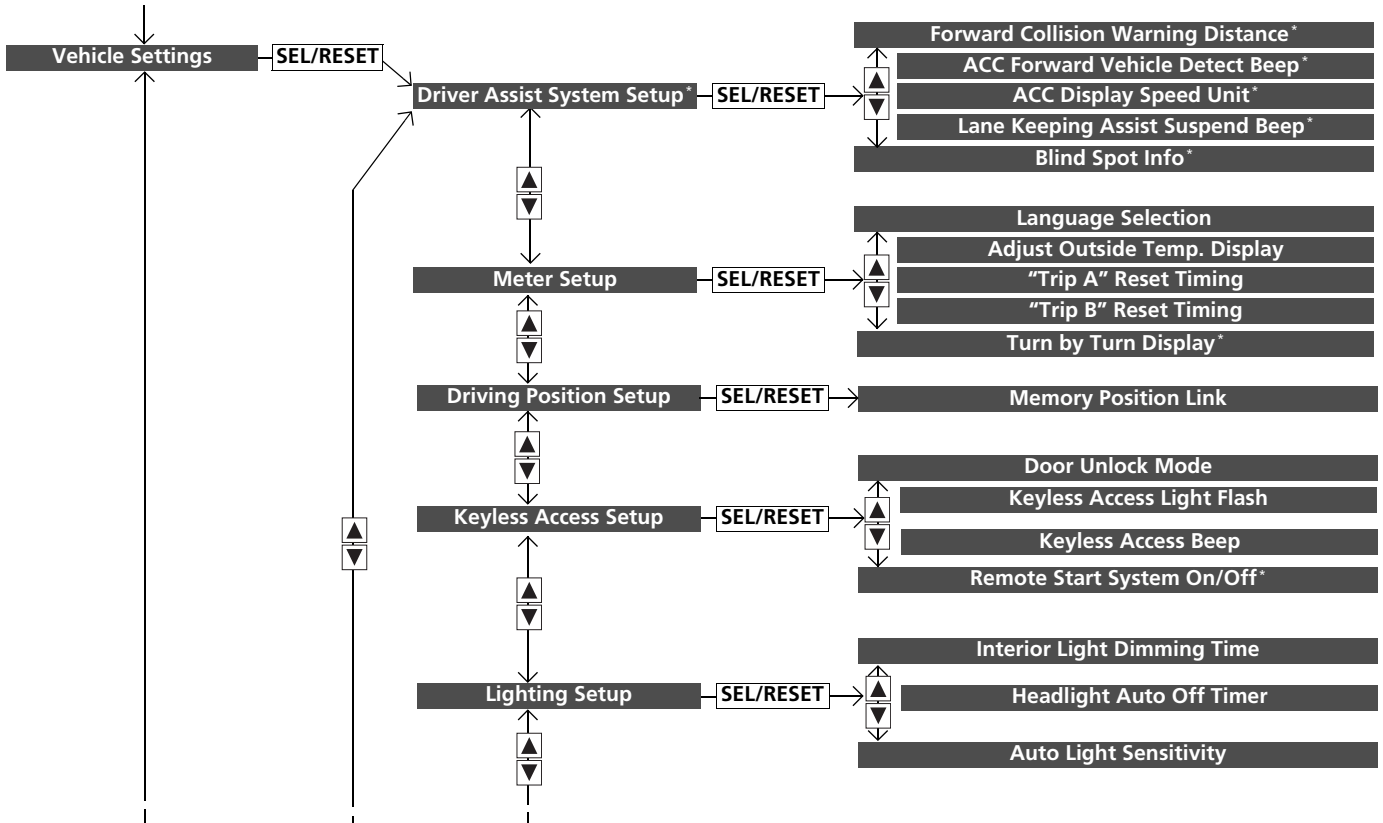 Vehicle Settings
SEL/RESET
Driver Assist System Setup*
SEL/RESET
Forward Collision Warning Distance*
ACC Forward Vehicle Detect Beep*
ACC Display Speed Unit*
Lane Keeping Assist Suspend Beep*
Blind Spot Info*
Meter Setup
SEL/RESET
Language Selection
Adjust Outside Temp. Display
“Trip A” Reset Timing
“Trip B” Reset Timing
Turn by Turn Display*
Driving Position Setup
SEL/RESET
Memory Position Link
Keyless Access Setup
SEL/RESET
Door Unlock Mode
Keyless Access Light Flash
Keyless Access Beep
Remote Start System On/Off*
Lighting Setup
SEL/RESET
Interior Light Dimming Time
Headlight Auto Off Timer
Auto Light Sensitivity